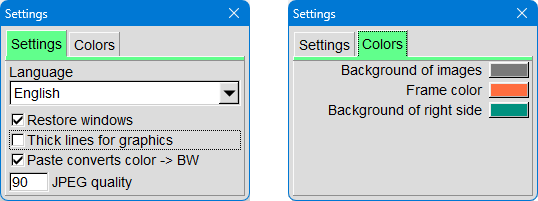 Settings
Settings Colors
Language
English
Restore windows
Thick lines for graphics
Paste converts color -> BW
90 JPEG quality
Settings
Settings Colors
Background of images
Frame color
Background of right side